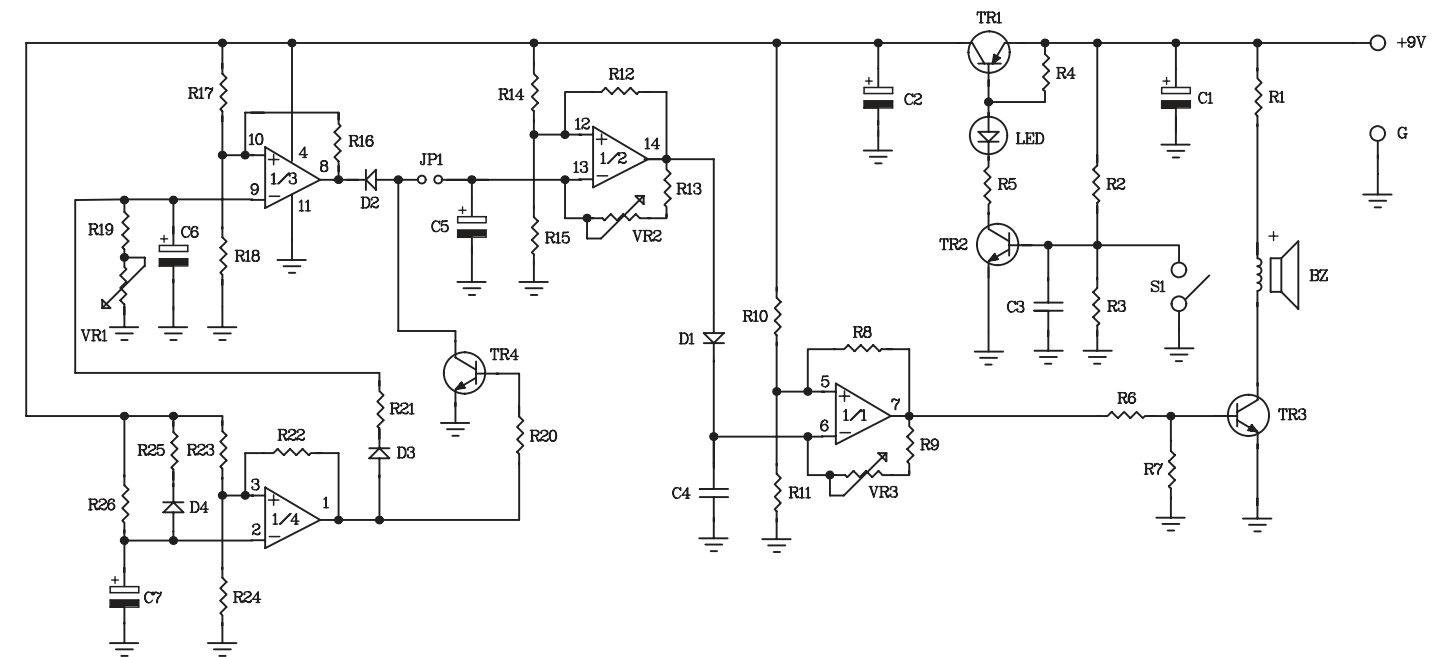 TR1
+9V
R4
R17
R14
R12
C2
C1
R1
R16
12
14
10
4
JP1
LED
G
1/2
8
13
1/3
R13
D2
9
R5
R2
11
R19
C6
C5
R15
VR2
TR2
R18
+
BZ
S1
C3
R3
VR1
R10
D1
R8
TR4
5
7
R21
1/1
R6
TR3
6
R20
R9
R22
R25
R23
D3
R7
3
VR3
1
C4
R11
R26
D4
1/4
2
C7
R24